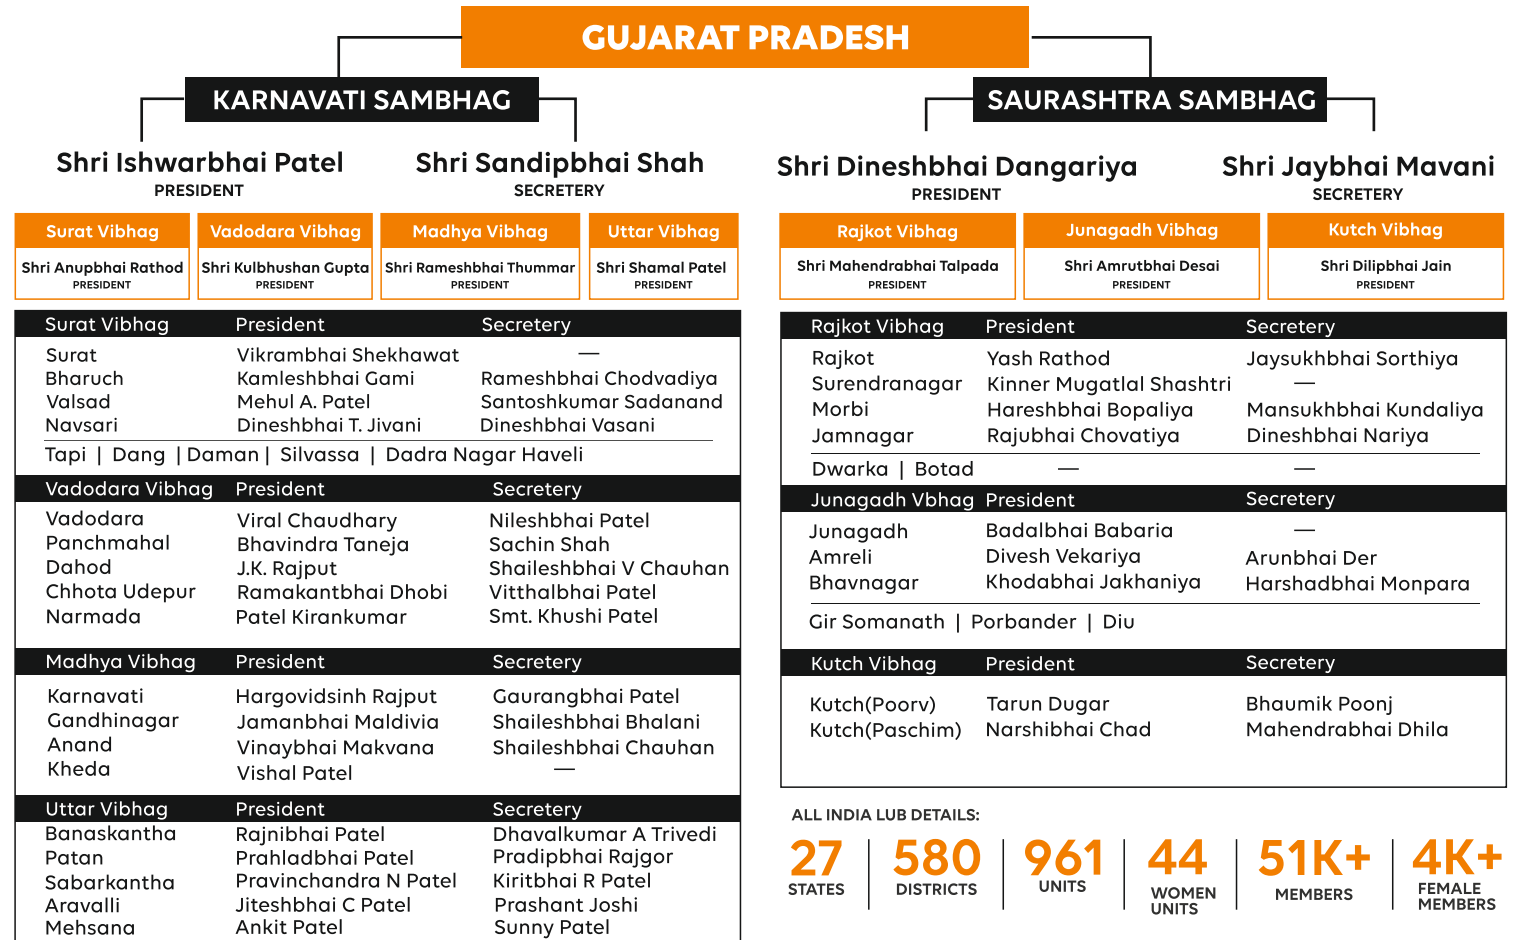 GUJARAT PRADESH
KARNAVATI SAMBHAG
Shri Ishwarbhai Patel
PRESIDENT
Shri Sandipbhai Shah
SECRETERY
Surat Vibhag
Shri Anupbhai Rathod
PRESIDENT
Vadodara Vibhag
Shri Kulbhushan Gupta
PRESIDENT
Madhya Vibhag
Shri Rameshbhai Thummar
PRESIDENT
Uttar Vibhag
Shri Shamal Patel
PRESIDENT
Surat Vibhag President Secretery
Surat Vikrambhai Shekhawat —
Bharuch Kamleshbhai Gami Rameshbhai Chodvadiya
Valsad Mehul A. Patel Santoshkumar Sadanand
Navsari Dineshbhai T. Jivani Dineshbhai Vasani
Tapi | Dang | Daman | Silvassa | Dadra Nagar Haveli
Vadodara Vibhag President Secretery
Vadodara Viral Chaudhary Nileshbhai Patel
Panchmahal Bhavindra Taneja Sachin Shah
Dahod J.K. Rajput Shaileshbhai V Chauhan
Chhota Udepur Ramakantbhai Dhobi Vitthalbhai Patel
Narmada Patel Kirankumar Smt. Khushi Patel
Madhya Vibhag President Secretery
Karnavati Hargovidsinh Rajput Gaurangbhai Patel
Gandhinagar Jamanbhai Maldivia Shaileshbhai Bhalani
Anand Vinaybhai Makvana Shaileshbhai Chauhan
Kheda Vishal Patel —
Uttar Vibhag President Secretery
Banaskantha Rajnibhai Patel Dhavalkumar A Trivedi
Patan Prahladbhai Patel Pradipbhai Rajgor
Sabarkantha Pravinchandra N Patel Kiritbhai R Patel
Aravalli Jiteshbhai C Patel Prashant Joshi
Mehsana Ankit Patel Sunny Patel
SAURASHTRA SAMBHAG
Shri Dineshbhai Dangariya
PRESIDENT
Shri Jaybhai Mavani
SECRETERY
Rajkot Vibhag
Shri Mahendrabhai Talpada
PRESIDENT
Junagadh Vibhag
Shri Amrutbhai Desai
PRESIDENT
Kutch Vibhag
Shri Dilipbhai Jain
PRESIDENT
Rajkot Vibhag President Secretery
Rajkot Yash Rathod Jaysukhbhai Sorthiya
Surendranagar Kinner Mugatlal Shashtri —
Morbi Hareshbhai Bopaliya Mansukhbhai Kundaliya
Jamnagar Rajubhai Chovatiya Dineshbhai Nariya
Dwarka | Botad — —
Junagadh Vbhag President Secretery
Junagadh Badalbhai Babaria —
Amreli Divesh Vekariya Arunbhai Der
Bhavnagar Khodabhai Jakhaniya Harshadbhai Monpara
Gir Somanath | Porbander | Diu
Kutch Vibhag President Secretery
Kutch(Poorv) Tarun Dugar Bhaumik Poonj
Kutch(Paschim) Narshibhai Chad Mahendrabhai Dhila
ALL INDIA LUB DETAILS:
27
STATES
580
DISTRICTS
961
UNITS
44
WOMEN
UNITS
51K+
MEMBERS
4K+
FEMALE
MEMBERS